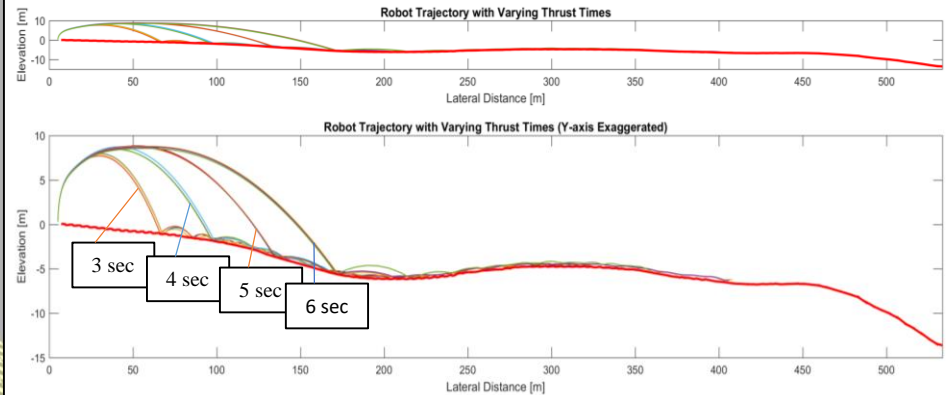 Robot Trajectory with Varying Thrust Times
Elevation [m]
10
0
-10
0 50 100 150 200 250 300 350 400 450 500
Lateral Distance [m]
Robot Trajectory with Varying Thrust Times (Y-axis Exaggerated)
Elevation [m]
10
5
0
-5
-10
-15
3 sec
4 sec
5 sec
6 sec
0 50 100 150 200 250 300 350 400 450 500
Lateral Distance [m]